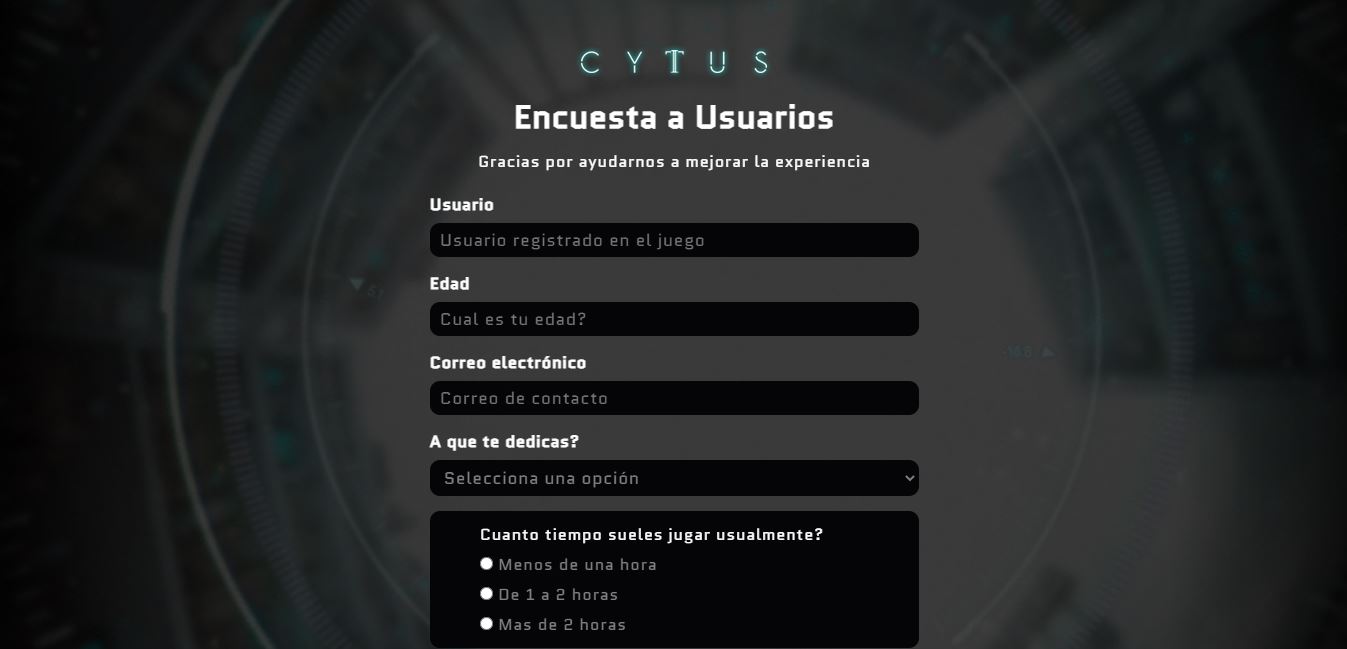 CYTUS
Encuesta a Usuarios
Gracias por ayudarnos a mejorar la experiencia
Usuario
Usuario registrado en el juego
Edad
Cual es tu edad?
Correo electrónico
Correo de contacto
A que te dedicas?
Selecciona una opción
Cuanto tiempo sueles jugar usualmente?
Menos de una hora
De 1 a 2 horas
Mas de 2 horas